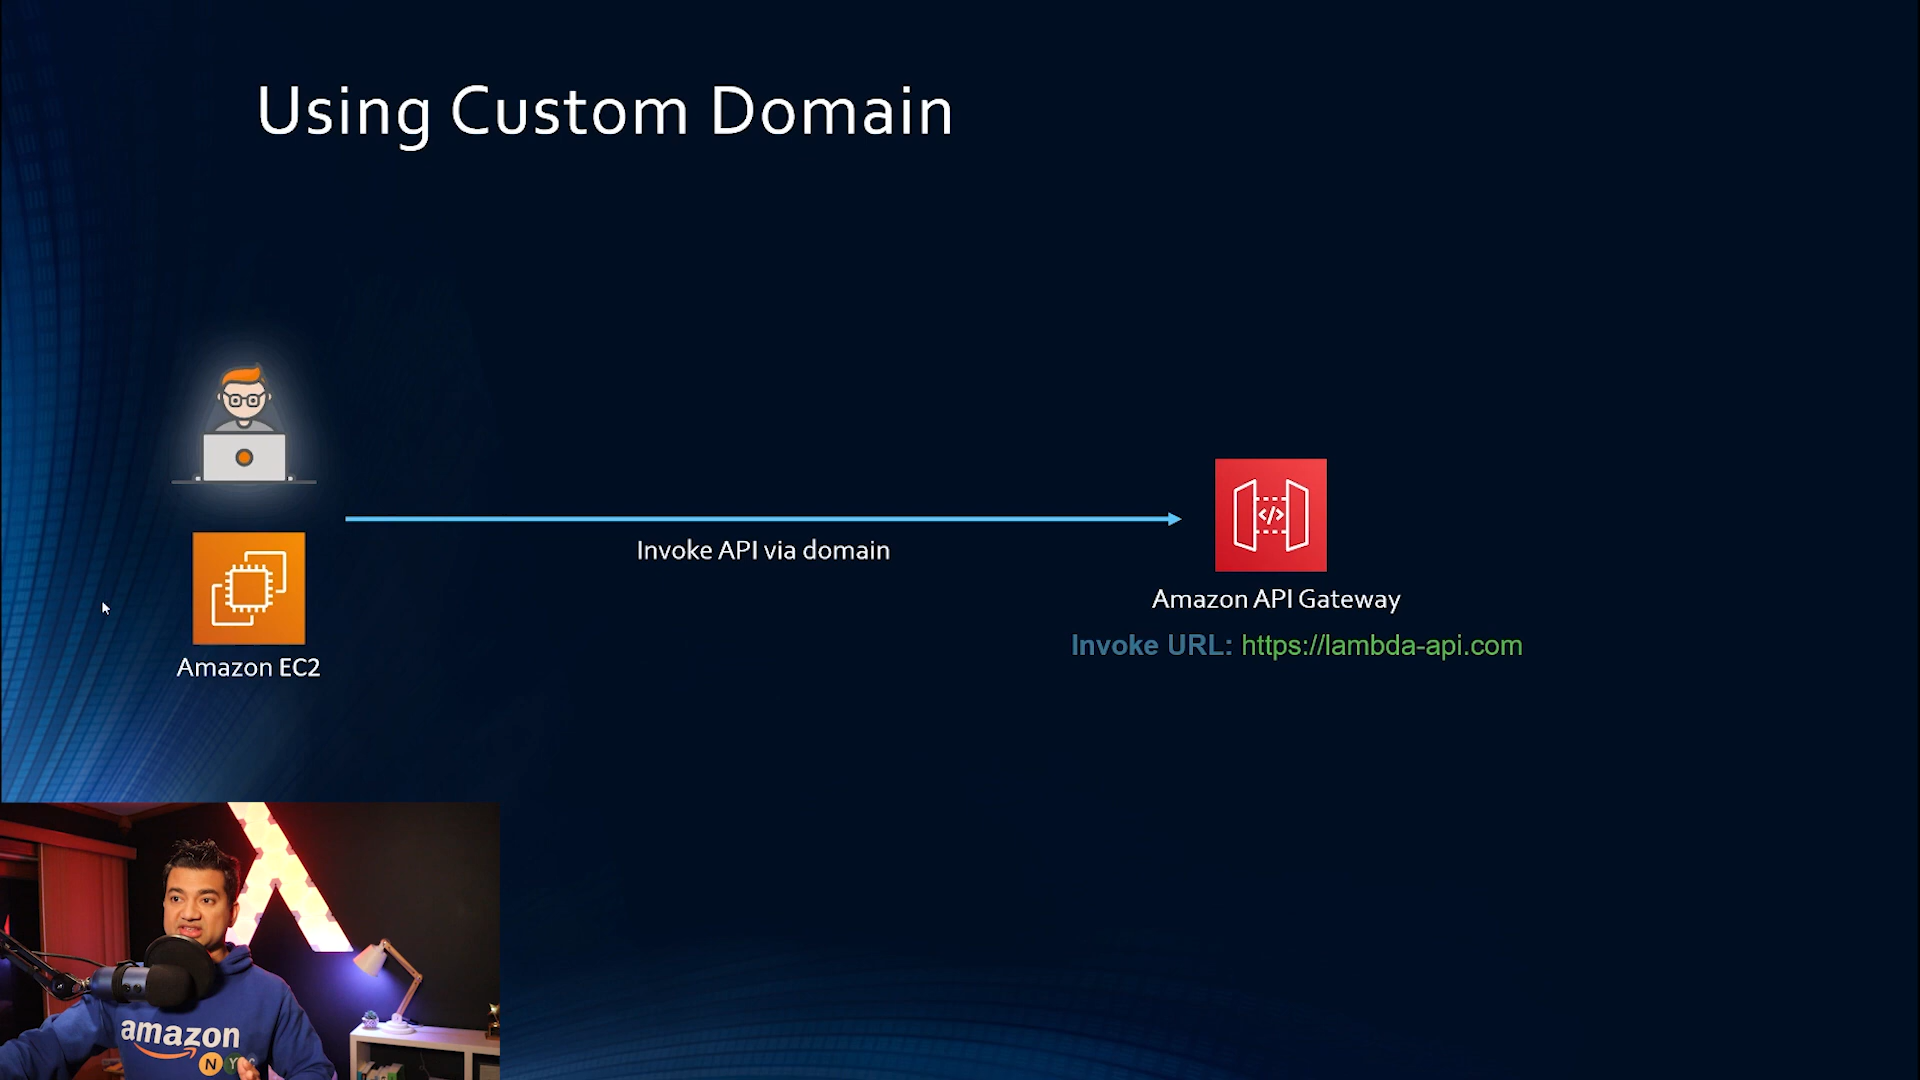 Using Custom Domain
Invoke API via domain
Amazon EC2
Amazon API Gateway
Invoke URL: https://lambda-api.com
</>
amazon
N Y